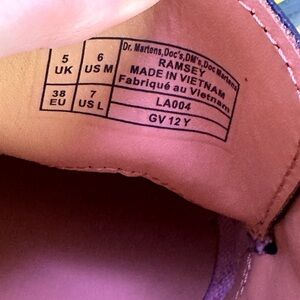 5 UK
6 US M
38 EU
7 US L
Dr. Martens, Doc's, DM's, Doc Martens
RAMSEY
MADE IN VIETNAM
Fabriqué au Vietnam
LA004
GV 12 Y